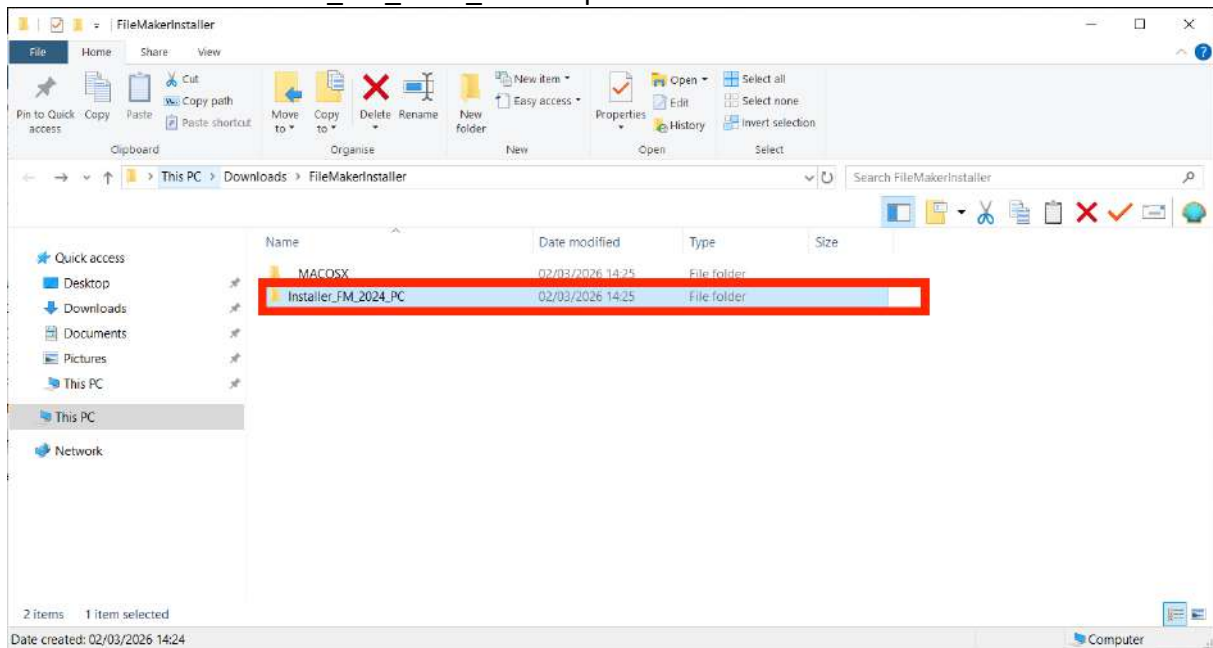 FileMakerInstaller
File Home Share View
Pin to Quick access
Copy
Paste
Cut
Copy path
Paste shortcut
Clipboard
Move to
Copy to
Delete
Rename
Organise
New folder
New item
Easy access
New
Properties
Open
Edit
History
Open
Select all
Select none
Invert selection
Select
This PC > Downloads > FileMakerInstaller
Search FileMakerInstaller
Name Date modified Type Size
Quick access
Desktop
Downloads
Documents
Pictures
This PC
This PC
Network
MACOSX 02/03/2026 14:25 File folder
Installer_FM_2024_PC 02/03/2026 14:25 File folder
2 items 1 item selected
Date created: 02/03/2026 14:24
Computer